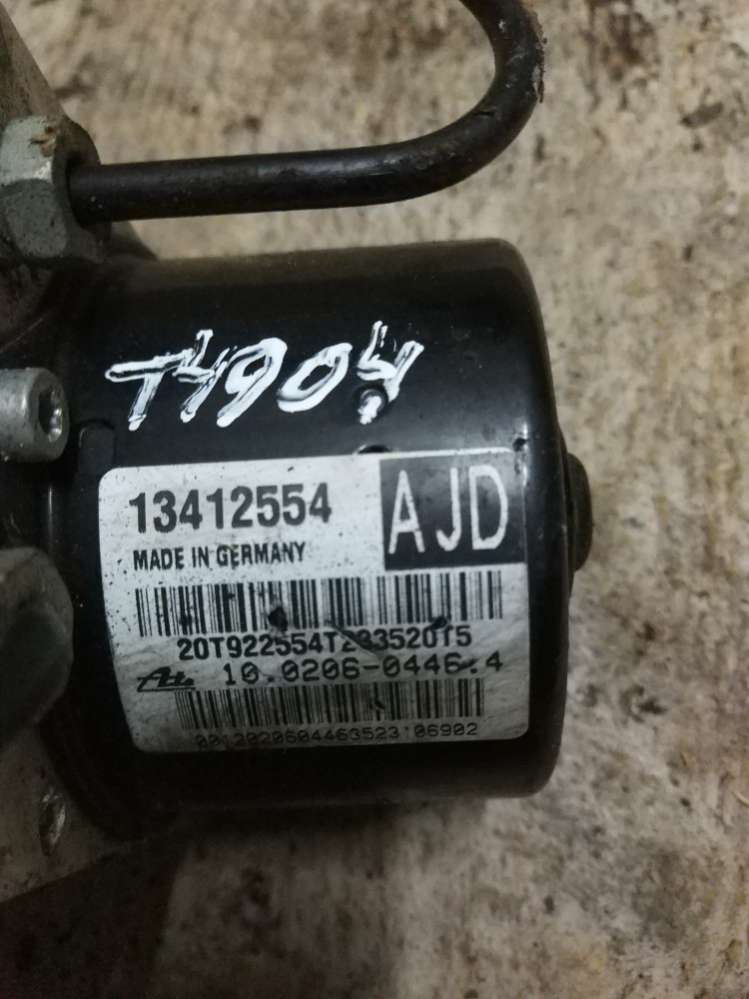 T4904
13412554
AJD
MADE IN GERMANY
20T922554T23352015
Ate
10.0206-0446.4